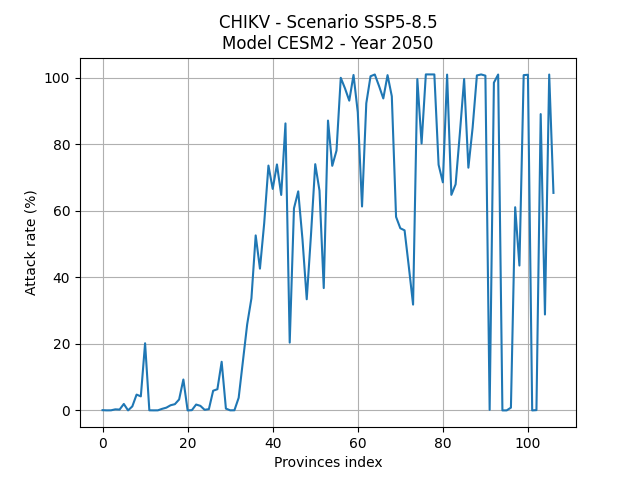 CHIKV - Scenario SSP5-8.5
Model CESM2 - Year 2050
Attack rate (%)
100
80
60
40
20
0
0 20 40 60 80 100
Provinces index